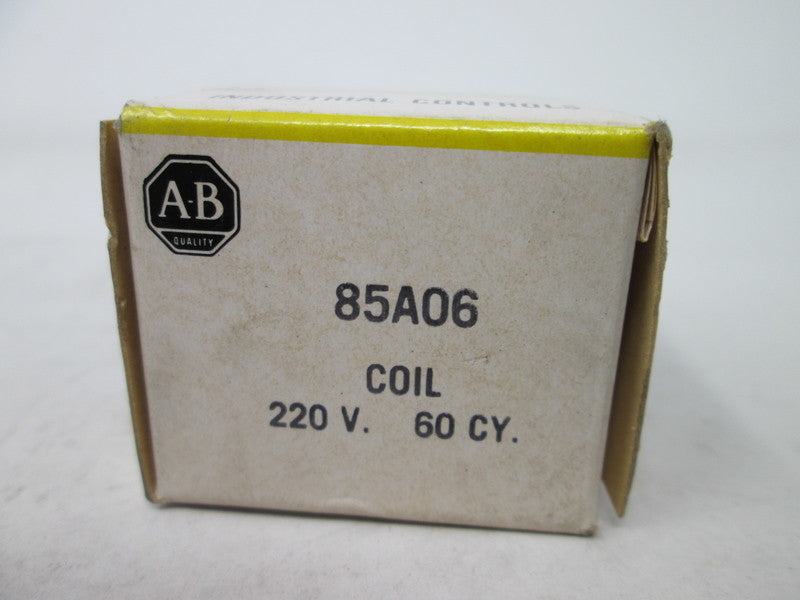 INDUSTRIAL CONTROLS
A-B
QUALITY
85A06
COIL
220 V. 60 CY.